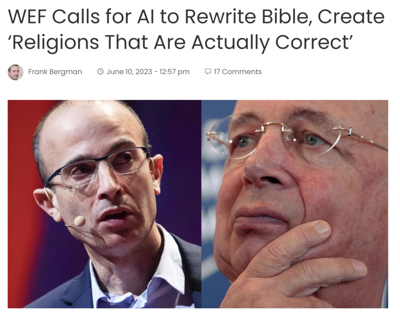 WEF Calls for AI to Rewrite Bible, Create
‘Religions That Are Actually Correct’
Frank Bergman June 10, 2023 - 12:57 pm 17 Comments